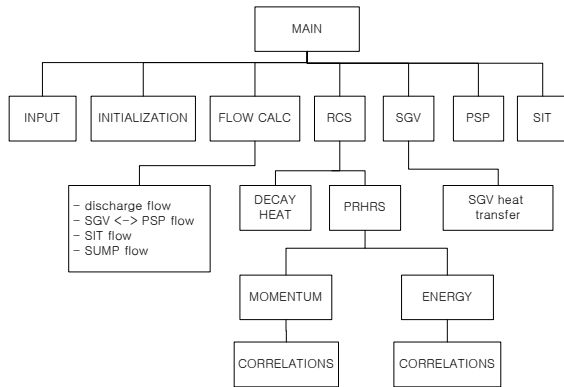 MAIN
INPUT
INITIALIZATION
FLOW CALC
RCS
SGV
PSP
SIT
- discharge flow
- SGV <-> PSP flow
- SIT flow
- SUMP flow
DECAY
HEAT
PRHRS
SGV heat
transfer
MOMENTUM
ENERGY
CORRELATIONS
CORRELATIONS